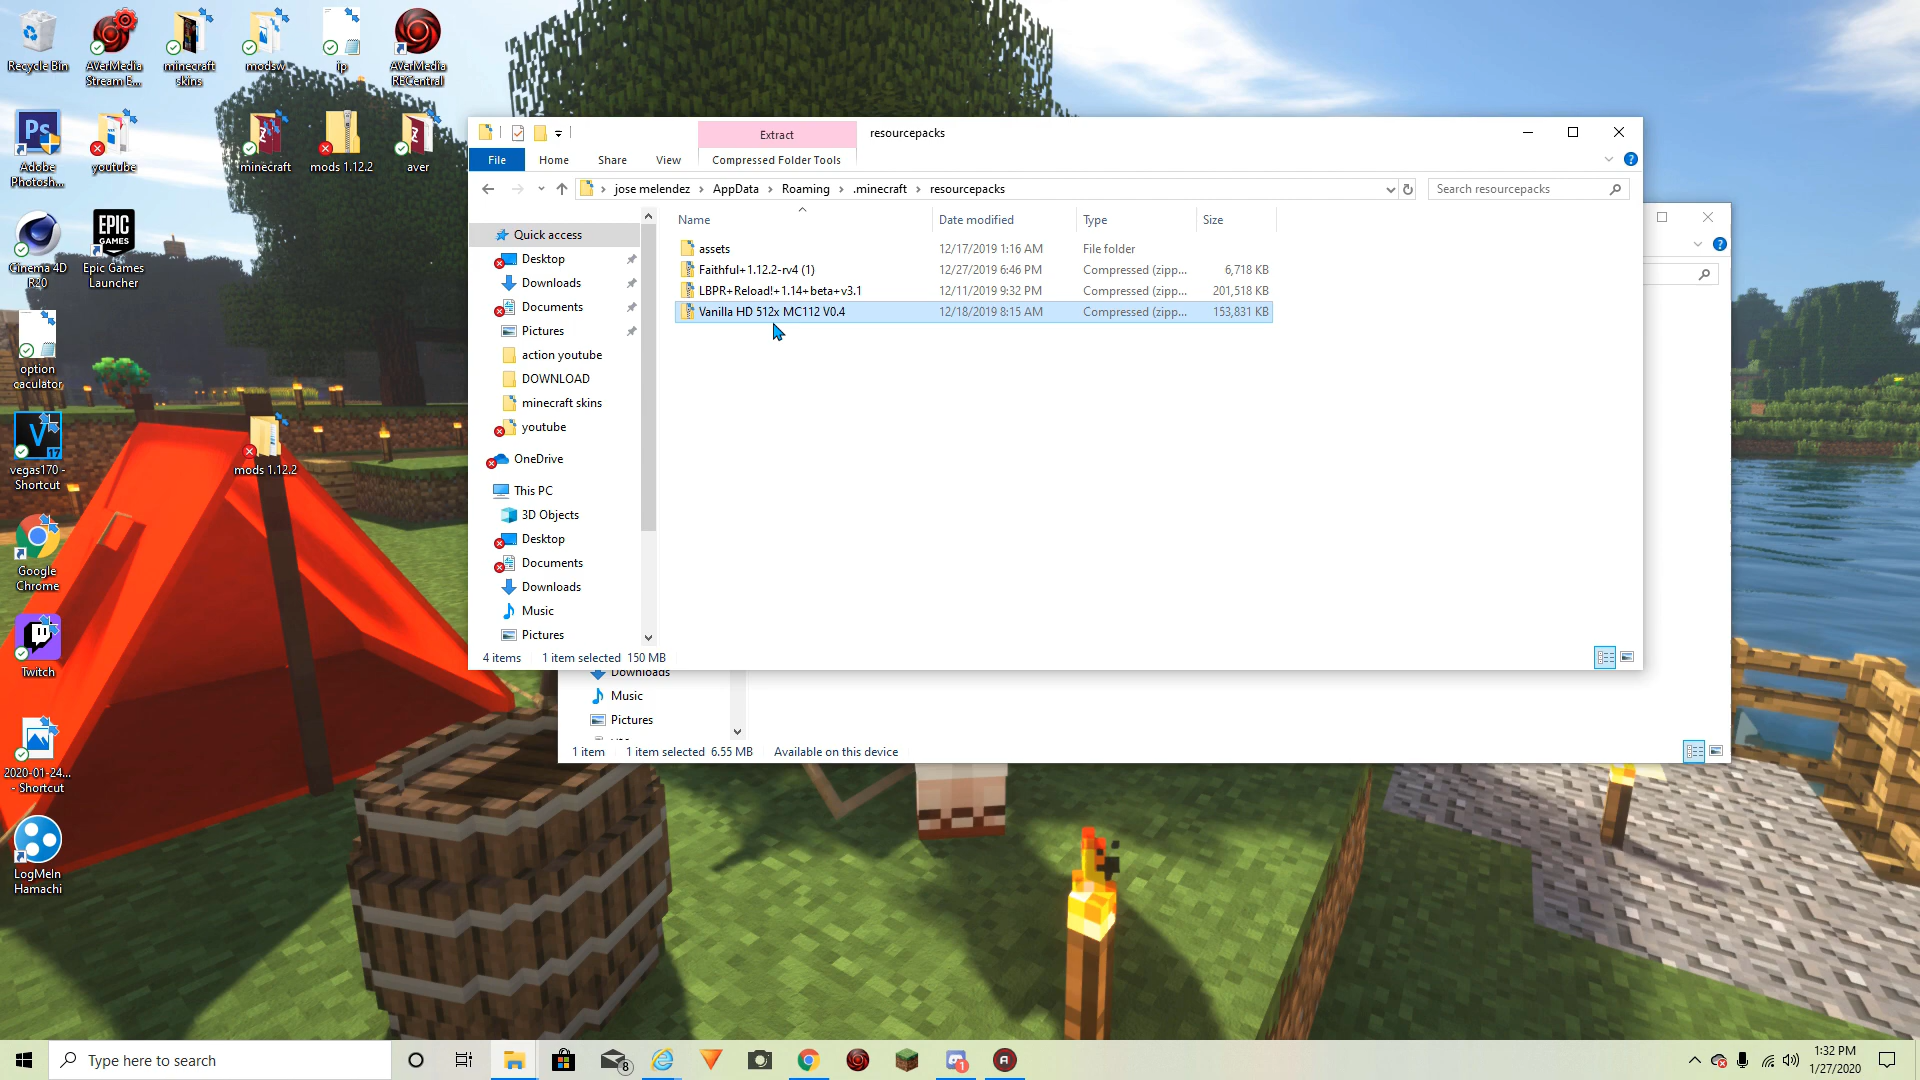 Recycle Bin
AVerMedia
Stream E...
minecraft
skins
modsw
ip
AVerMedia
RECentral
Ps
Adobe
Photosh...
youtube
minecraft
mods 1.12.2
aver
Cinema 4D
R20
EPIC
GAMES
Epic Games
Launcher
option
caculator
V
17
vegas170 -
Shortcut
mods 1.12.2
Google
Chrome
Twitch
2020-01-24...
- Shortcut
LogMeIn
Hamachi
Extract
resourcepacks
File
Home
Share
View
Compressed Folder Tools
jose melendez
AppData
Roaming
.minecraft
resourcepacks
Search resourcepacks
Name
Date modified
Type
Size
assets 12/17/2019 1:16 AM File folder
Faithful+1.12.2-rv4 (1) 12/27/2019 6:46 PM Compressed (zipp... 6,718 KB
LBPR+Reload!+1.14+beta+v3.1 12/11/2019 9:32 PM Compressed (zipp... 201,518 KB
Vanilla HD 512x MC112 V0.4 12/18/2019 8:15 AM Compressed (zipp... 153,831 KB
Quick access
Desktop
Downloads
Documents
Pictures
action youtube
DOWNLOAD
minecraft skins
youtube
OneDrive
This PC
3D Objects
Desktop
Documents
Downloads
Music
Pictures
4 items 1 item selected 150 MB
Downloads
Music
Pictures
1 item 1 item selected 6.55 MB Available on this device
Type here to search
8
1
1:32 PM
1/27/2020